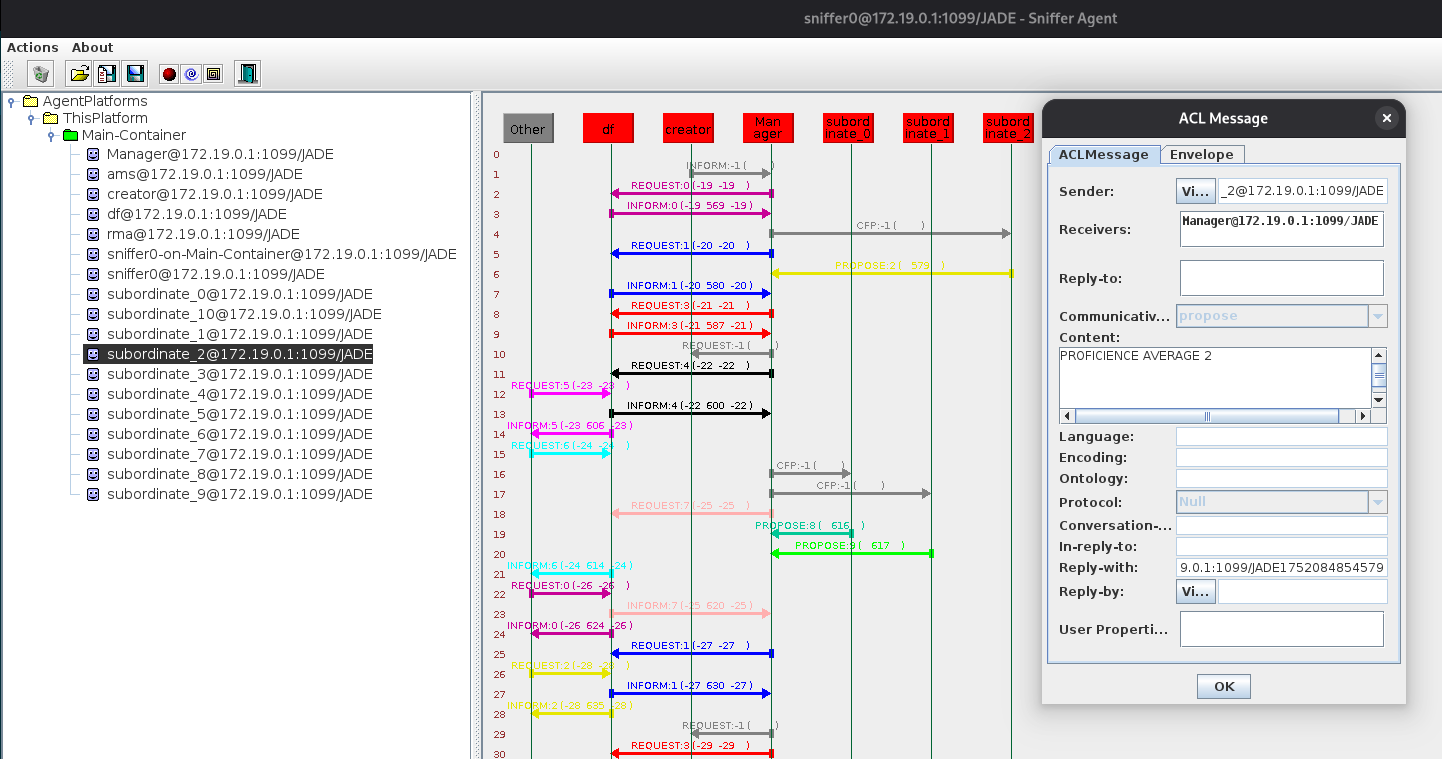 sniffer0@172.19.0.1:1099/JADE - Sniffer Agent
Actions About
AgentPlatforms
ThisPlatform
Main-Container
Manager@172.19.0.1:1099/JADE
ams@172.19.0.1:1099/JADE
creator@172.19.0.1:1099/JADE
df@172.19.0.1:1099/JADE
rma@172.19.0.1:1099/JADE
sniffer0-on-Main-Container@172.19.0.1:1099/JADE
sniffer0@172.19.0.1:1099/JADE
subordinate_0@172.19.0.1:1099/JADE
subordinate_10@172.19.0.1:1099/JADE
subordinate_1@172.19.0.1:1099/JADE
subordinate_2@172.19.0.1:1099/JADE
subordinate_3@172.19.0.1:1099/JADE
subordinate_4@172.19.0.1:1099/JADE
subordinate_5@172.19.0.1:1099/JADE
subordinate_6@172.19.0.1:1099/JADE
subordinate_7@172.19.0.1:1099/JADE
subordinate_8@172.19.0.1:1099/JADE
subordinate_9@172.19.0.1:1099/JADE
Other
df
creator
Man
ager
subord
inate_0
subord
inate_1
subord
inate_2
0
1 INFORM:-1 ( )
2 REQUEST:0 (-19 -19 )
3 INFORM:0 (-19 569 -19 )
4 CFP:-1 ( )
5 REQUEST:1 (-20 -20 )
6 PROPOSE:2 ( 579 )
7 INFORM:1 (-20 580 -20 )
8 REQUEST:3 (-21 -21 )
9 INFORM:3 (-21 587 -21 )
10 REQUEST:-1 ( )
11 REQUEST:4 (-22 -22 )
12 REQUEST:5 (-23 -23 )
13 INFORM:4 (-22 600 -22 )
14 INFORM:5 (-23 606 -23 )
15 REQUEST:6 (-24 -24 )
16 CFP:-1 ( )
17 CFP:-1 ( )
18 REQUEST:7 (-25 -25 )
19 PROPOSE:8 ( 616 )
20 PROPOSE:9 ( 617 )
21 INFORM:6 (-24 614 -24 )
22 REQUEST:0 (-26 -26 )
23 INFORM:7 (-25 620 -25 )
24 INFORM:0 (-26 624 -26 )
25 REQUEST:1 (-27 -27 )
26 REQUEST:2 (-28 -28 )
27 INFORM:1 (-27 630 -27 )
28 INFORM:2 (-28 635 -28 )
29 REQUEST:-1 ( )
30 REQUEST:3 (-29 -29 )
ACL Message
ACLMessage Envelope
Sender: Vi... _2@172.19.0.1:1099/JADE
Receivers: Manager@172.19.0.1:1099/JADE
Reply-to:
Communicativ... propose
Content:
PROFICIENCE AVERAGE 2
Language:
Encoding:
Ontology:
Protocol: Null
Conversation-...
In-reply-to:
Reply-with: 9.0.1:1099/JADE1752084854579
Reply-by: Vi...
User Properti...
OK